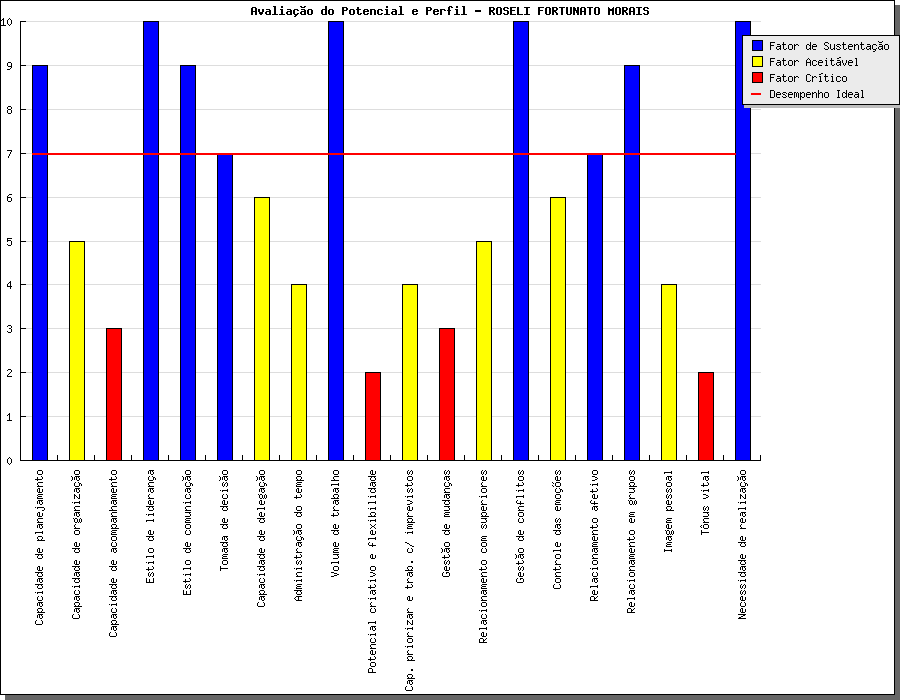 Avaliação do Potencial e Perfil - ROSELI FORTUNATO MORAIS
Fator de Sustentação
Fator Aceitável
Fator Crítico
Desempenho Ideal
10
9
8
7
6
5
4
3
2
1
0
Capacidade de planejamento
Capacidade de organização
Capacidade de acompanhamento
Estilo de liderança
Estilo de comunicação
Tomada de decisão
Capacidade de delegação
Administração do tempo
Volume de trabalho
Potencial criativo e flexibilidade
Cap. priorizar e trab. c/ imprevistos
Gestão de mudanças
Relacionamento com superiores
Gestão de conflitos
Controle das emoções
Relacionamento afetivo
Relacionamento em grupos
Imagem pessoal
Tônus vital
Necessidade de realização